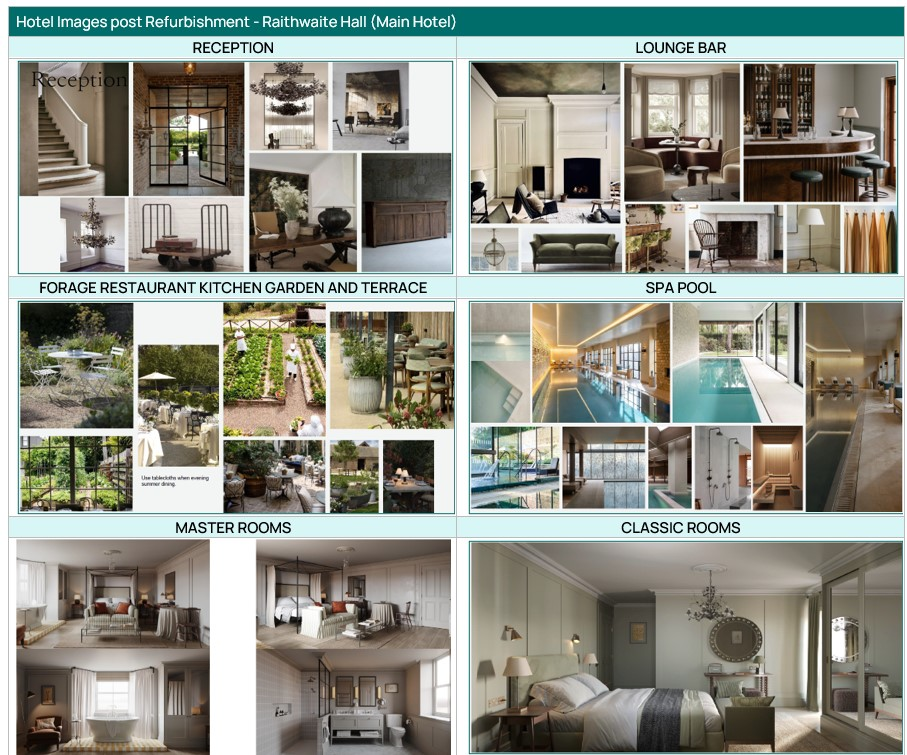 Hotel Images post Refurbishment - Raithwaite Hall (Main Hotel)
RECEPTION
LOUNGE BAR
Reception
FORAGE RESTAURANT KITCHEN GARDEN AND TERRACE
SPA POOL
Use tablecloths when evening
summer dining.
MASTER ROOMS
CLASSIC ROOMS